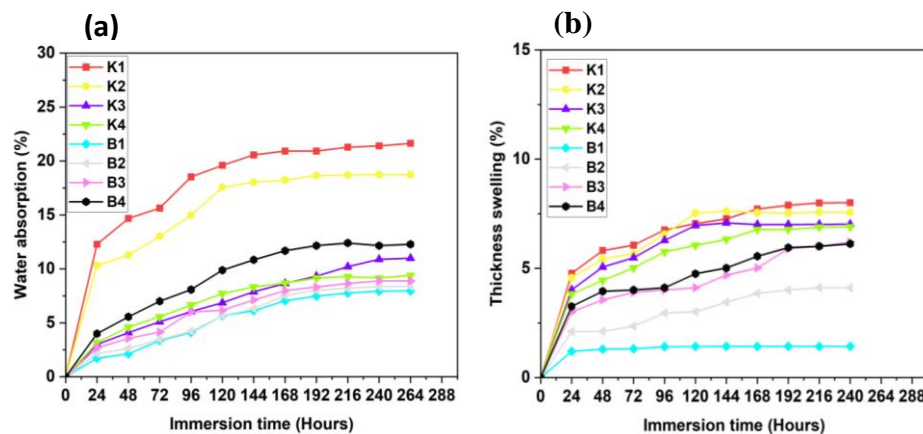 (a)
30
25
20
15
10
5
0
Water absorption (%)
K1
K2
K3
K4
B1
B2
B3
B4
0 24 48 72 96 120 144 168 192 216 240 264 288
Immersion time (Hours)
(b)
15
10
5
0
Thickness swelling (%)
K1
K2
K3
K4
B1
B2
B3
B4
0 24 48 72 96 120 144 168 192 216 240 264 288
Immersion time (Hours)